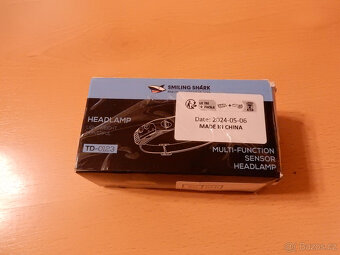 SMILING SHARK
Date: 2024-05-06
MADE IN CHINA
HEADLAMP
TD-0123
MULTI-FUNCTION
SENSOR
HEADLAMP